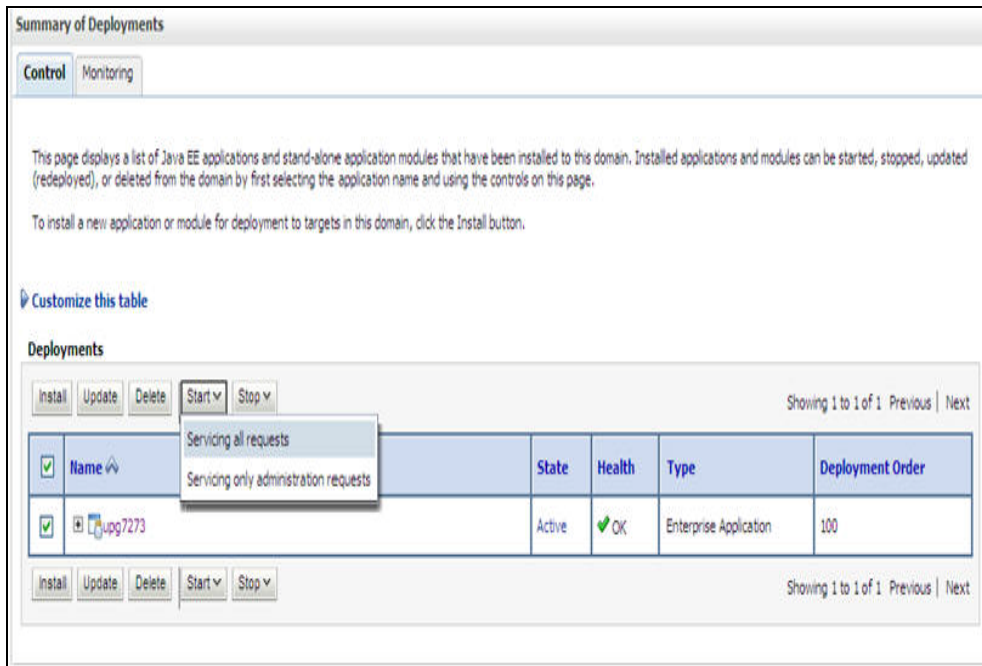 Summary of Deployments
Control Monitoring
This page displays a list of Java EE applications and stand-alone application modules that have been installed to this domain. Installed applications and modules can be started, stopped, updated
(redeployed), or deleted from the domain by first selecting the application name and using the controls on this page.
To install a new application or module for deployment to targets in this domain, click the Install button.
Customize this table
Deployments
Install Update Delete Start Stop Showing 1 to 1 of 1 Previous | Next
Servicing all requests
Servicing only administration requests
Name State Health Type Deployment Order
upg7273 Active OK Enterprise Application 100
Install Update Delete Start Stop Showing 1 to 1 of 1 Previous | Next